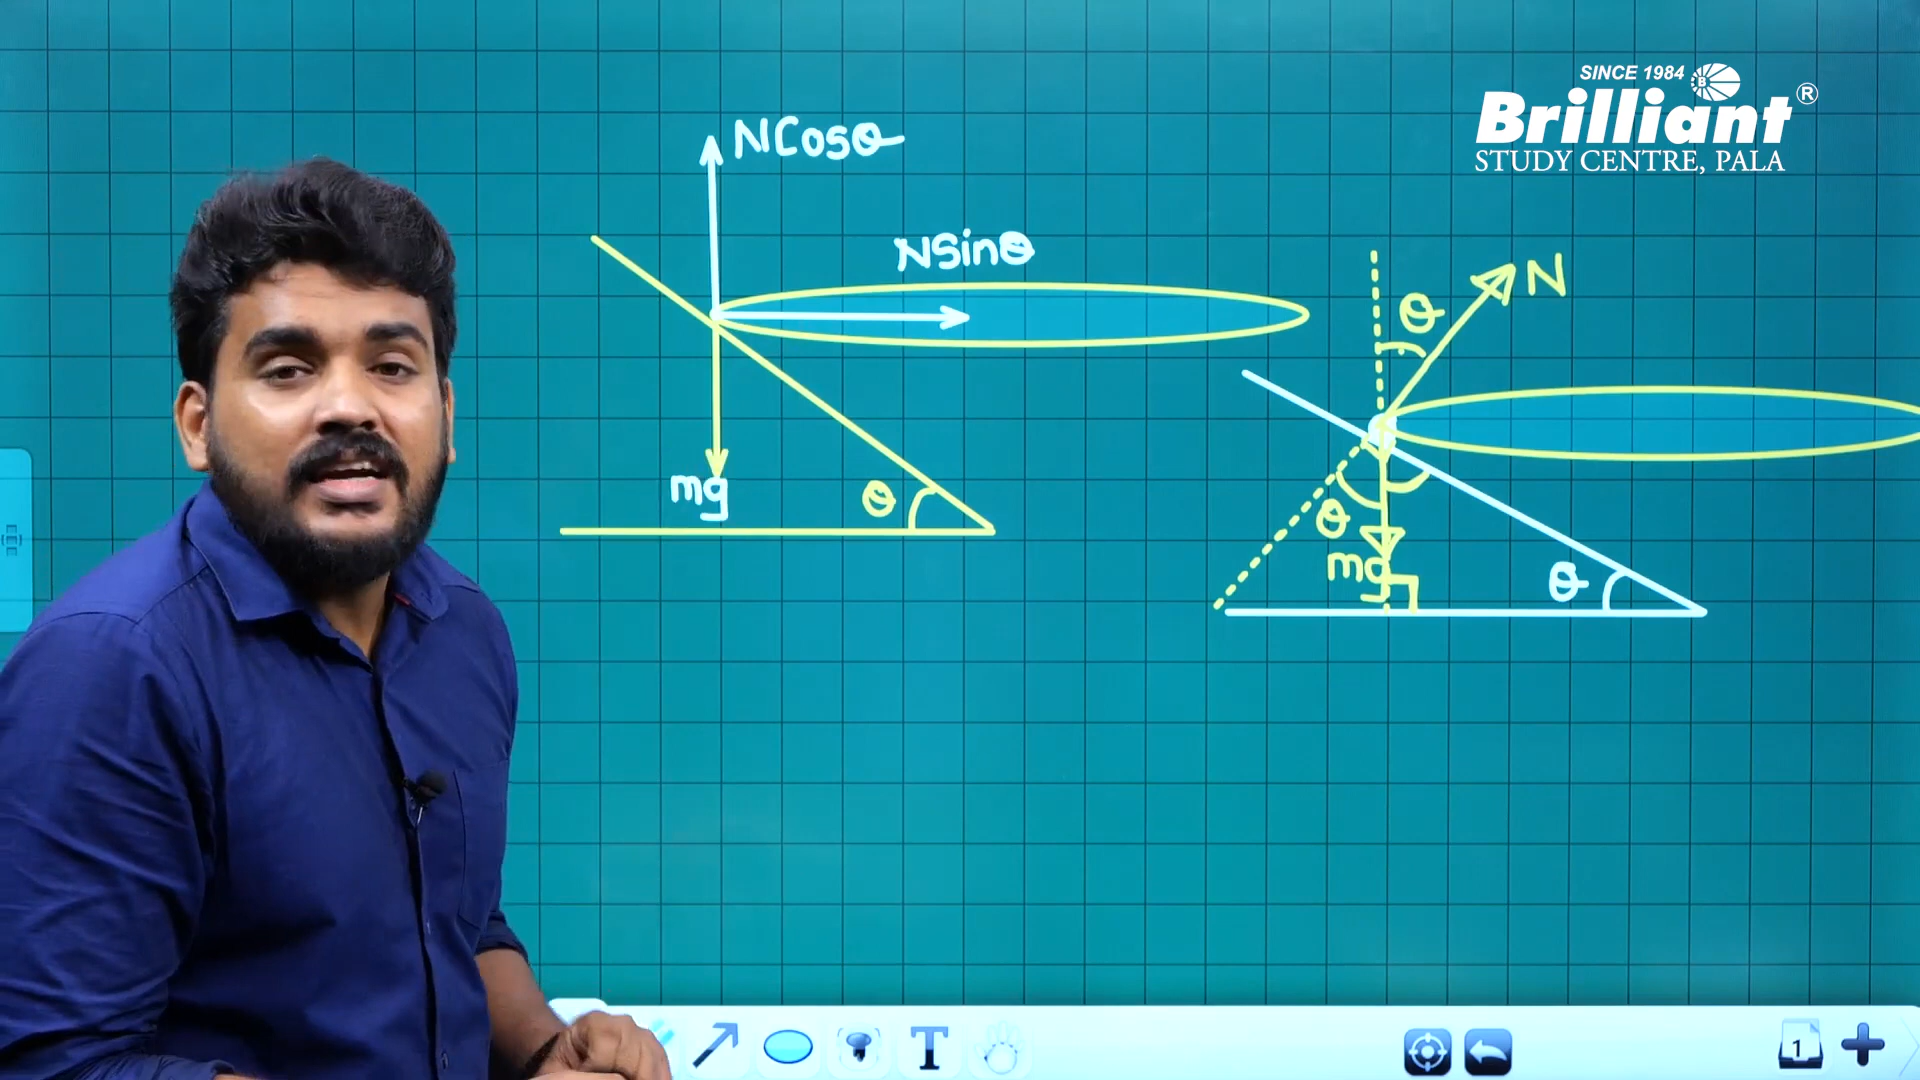 SINCE 1984
B
Brilliant®
STUDY CENTRE, PALA
NCosθ
NSinθ
mg
θ
N
θ
θ
mg
θ
T
1